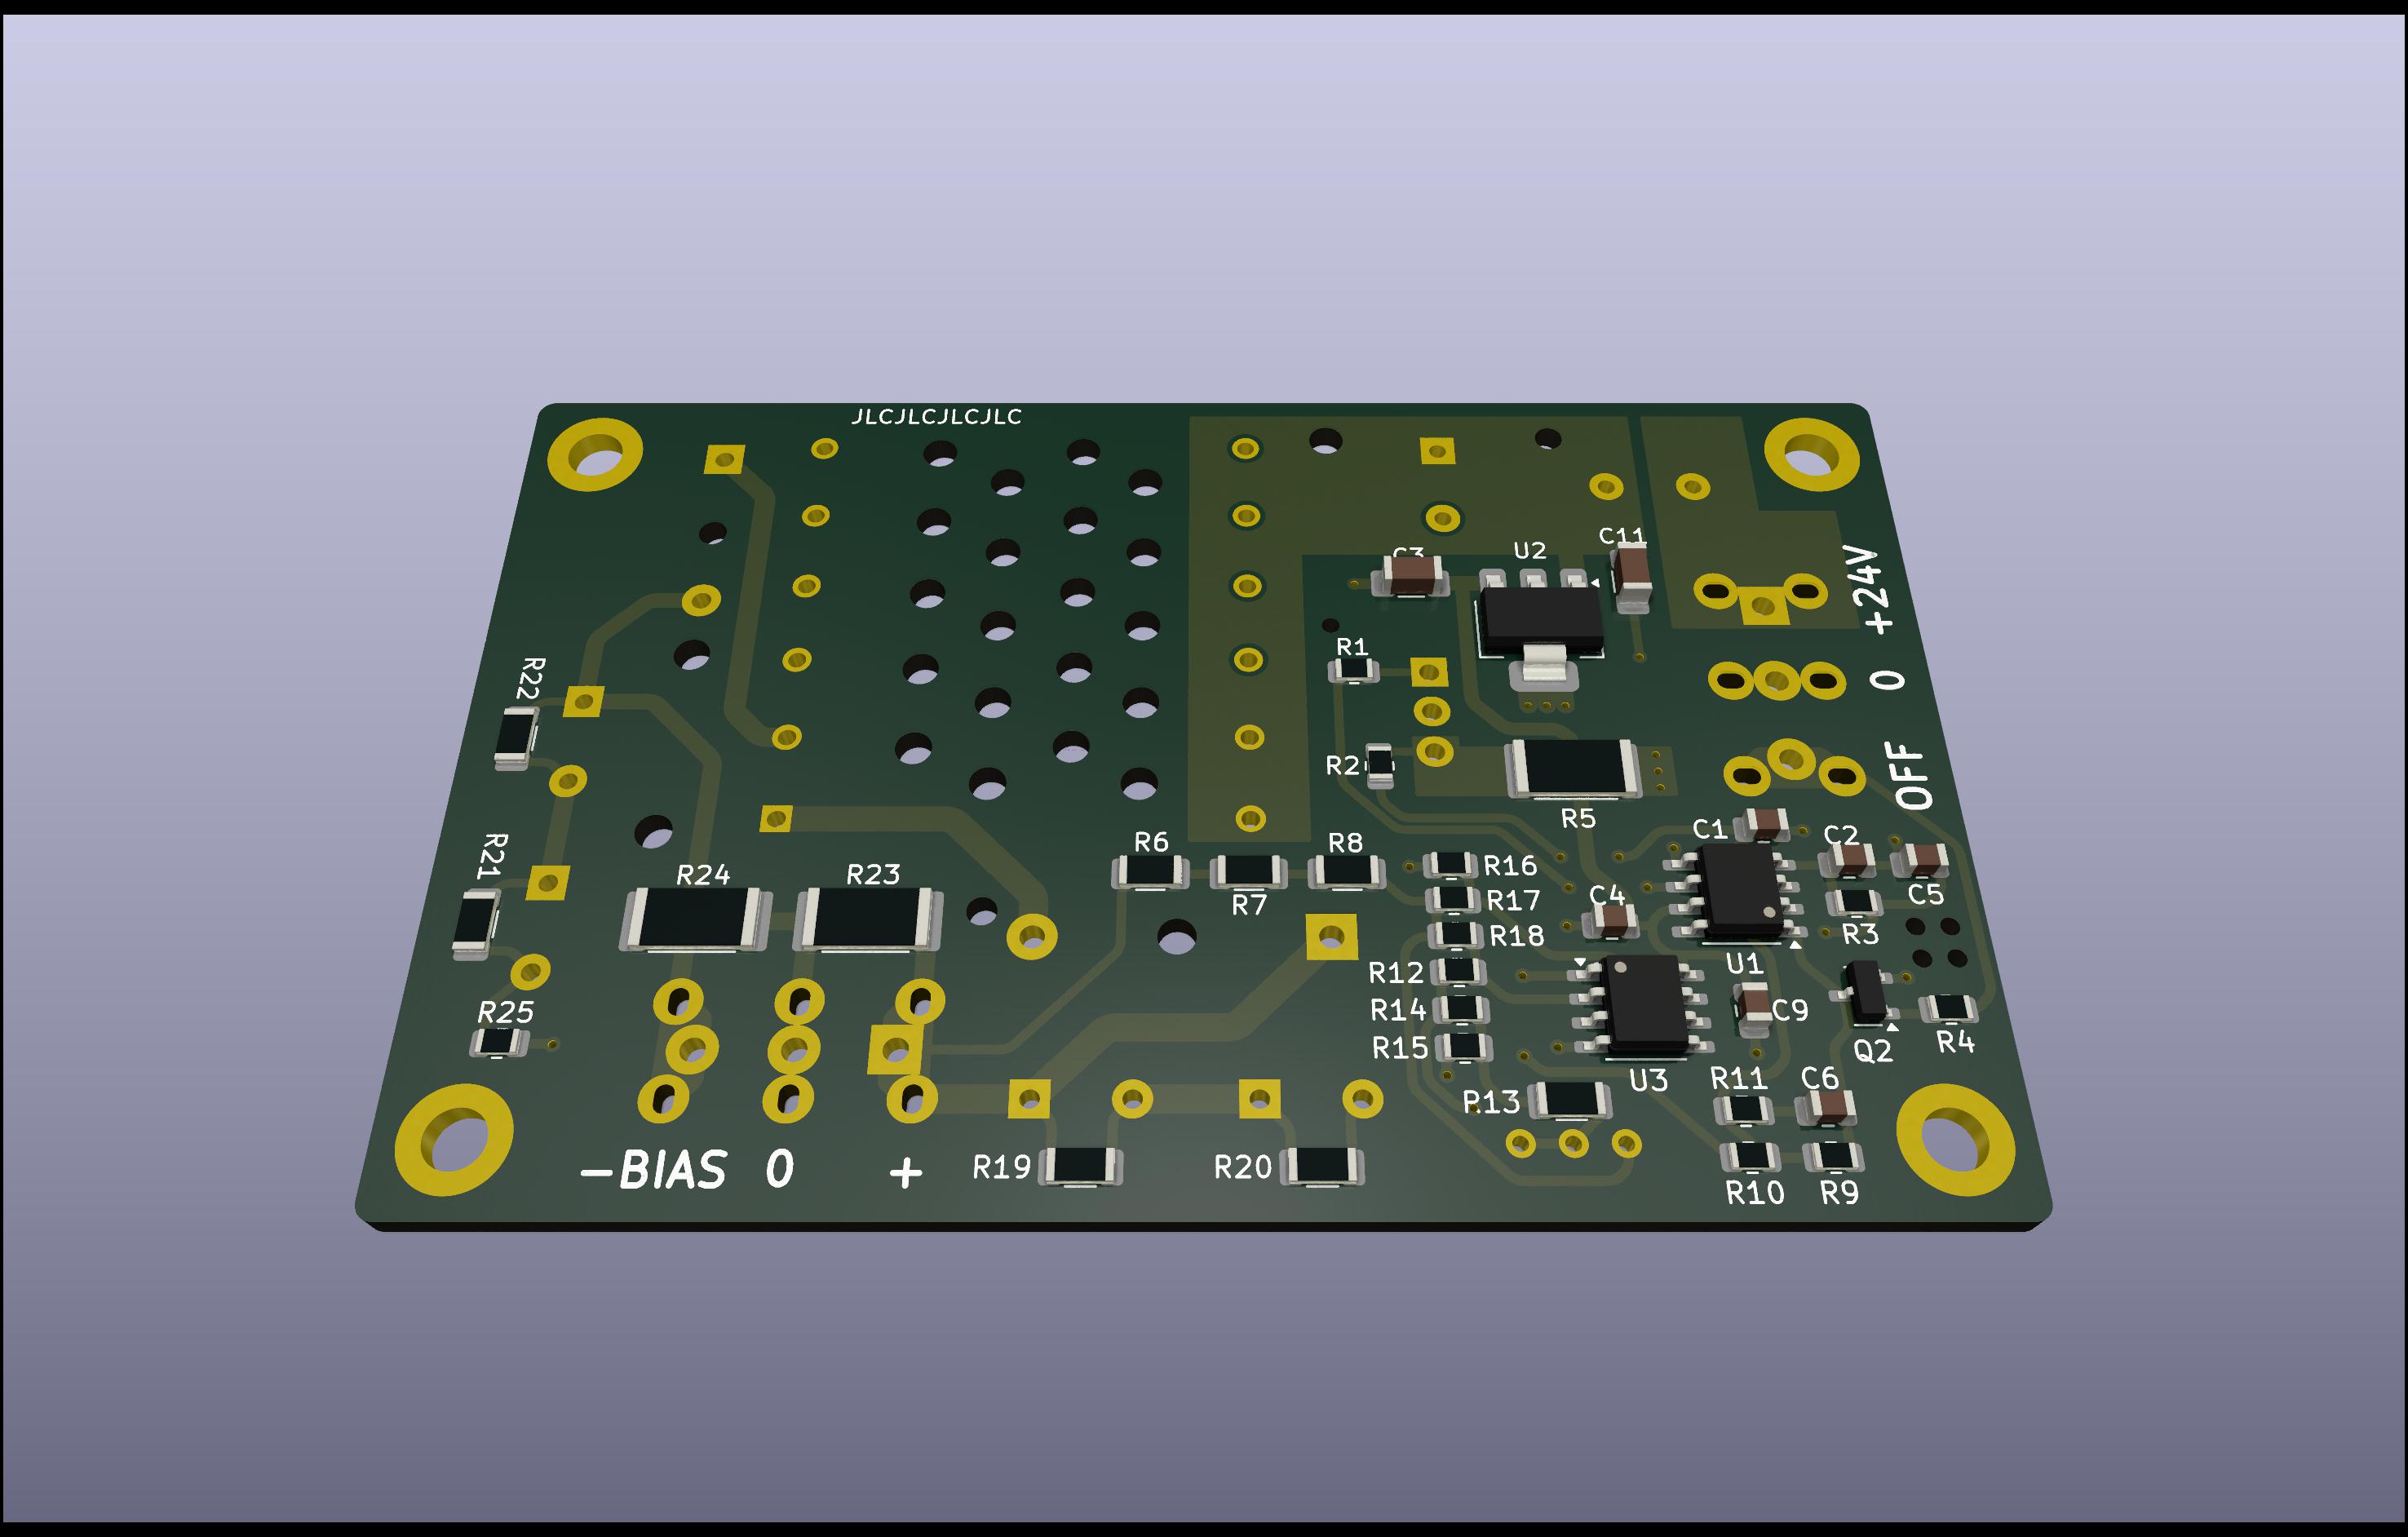 JLCJLCJLCJLC
C11
U2
C3
+24V
R1
R22
0
R2
OFF
R5
C1
C2
R6
R8
R21
R16
R24
R23
R7
R17
C4
C5
R18
R3
U1
R12
R25
R14
C9
R15
Q2
R4
U3
R11
C6
R13
-BIAS
0
+
R19
R20
R10
R9